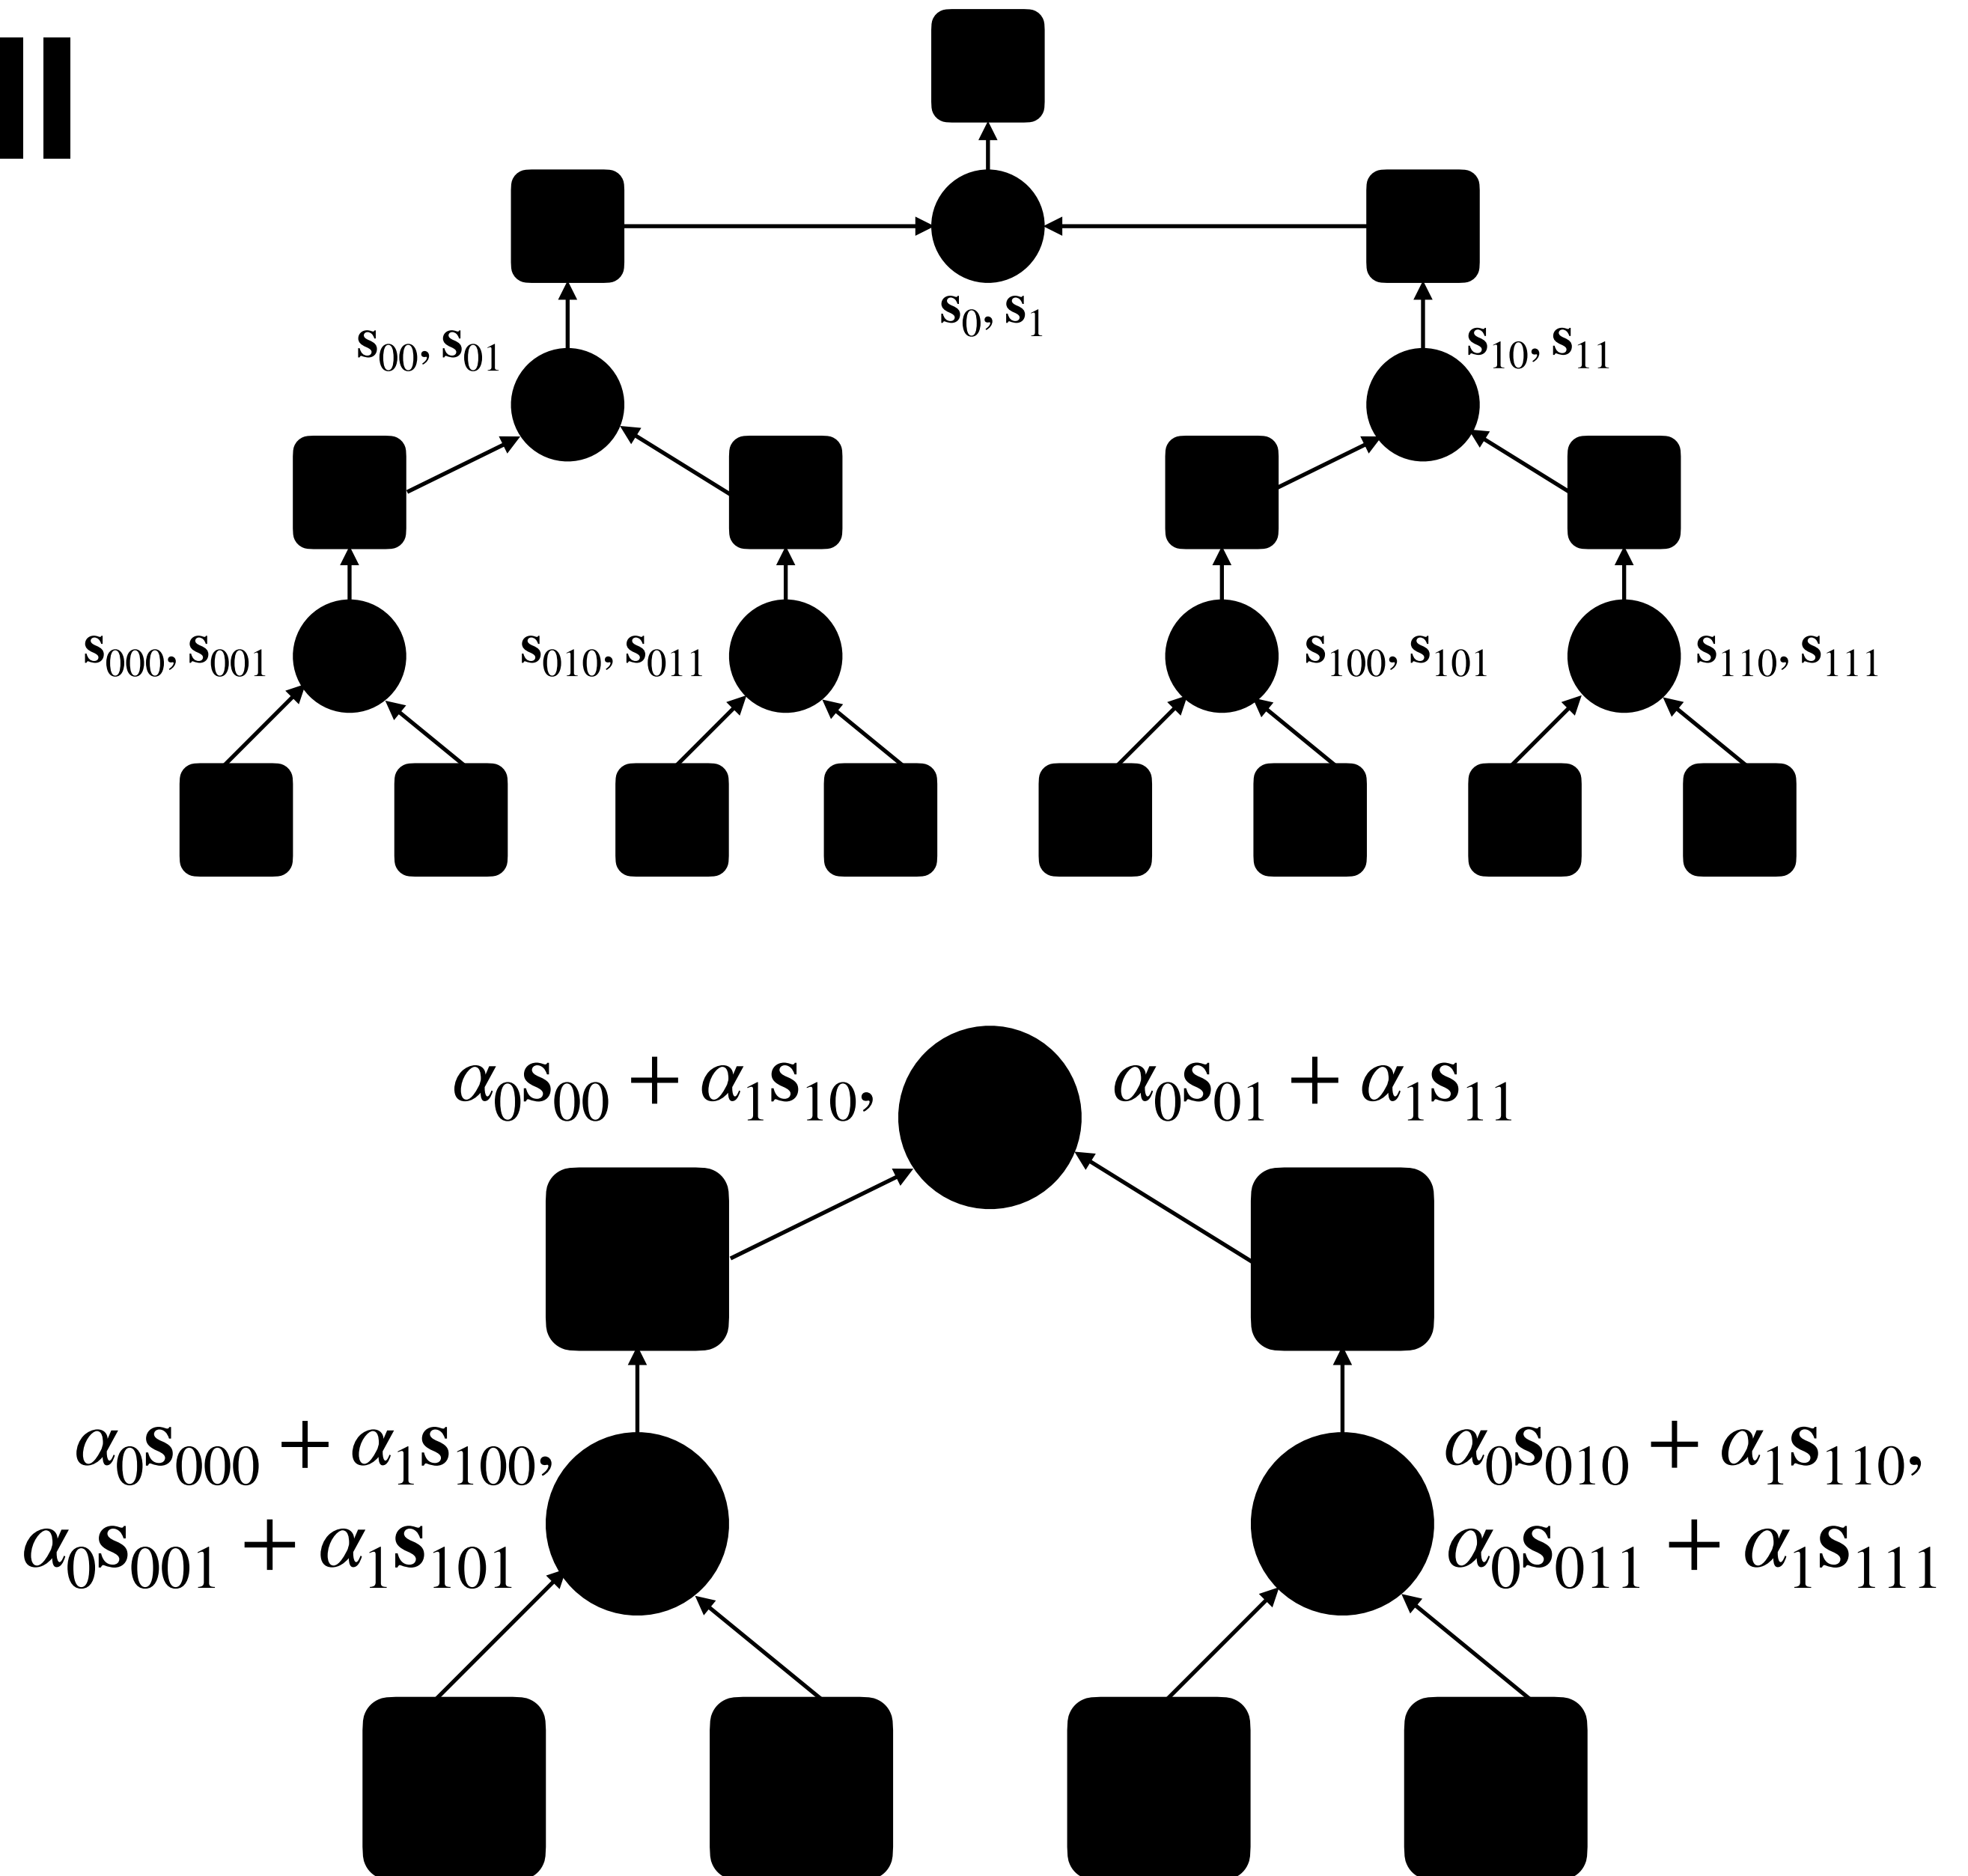 s₀, s₁
s₀₀, s₀₁
s₁₀, s₁₁
s₀₀₀, s₀₀₁
s₀₁₀, s₀₁₁
s₁₀₀, s₁₀₁
s₁₁₀, s₁₁₁
α₀s₀₀ + α₁s₁₀,
α₀s₀₁ + α₁s₁₁
α₀s₀₀₀ + α₁s₁₀₀,
α₀s₀₀₁ + α₁s₁₀₁
α₀s₀₁₀ + α₁s₁₁₀,
α₀s₀₁₁ + α₁s₁₁₁